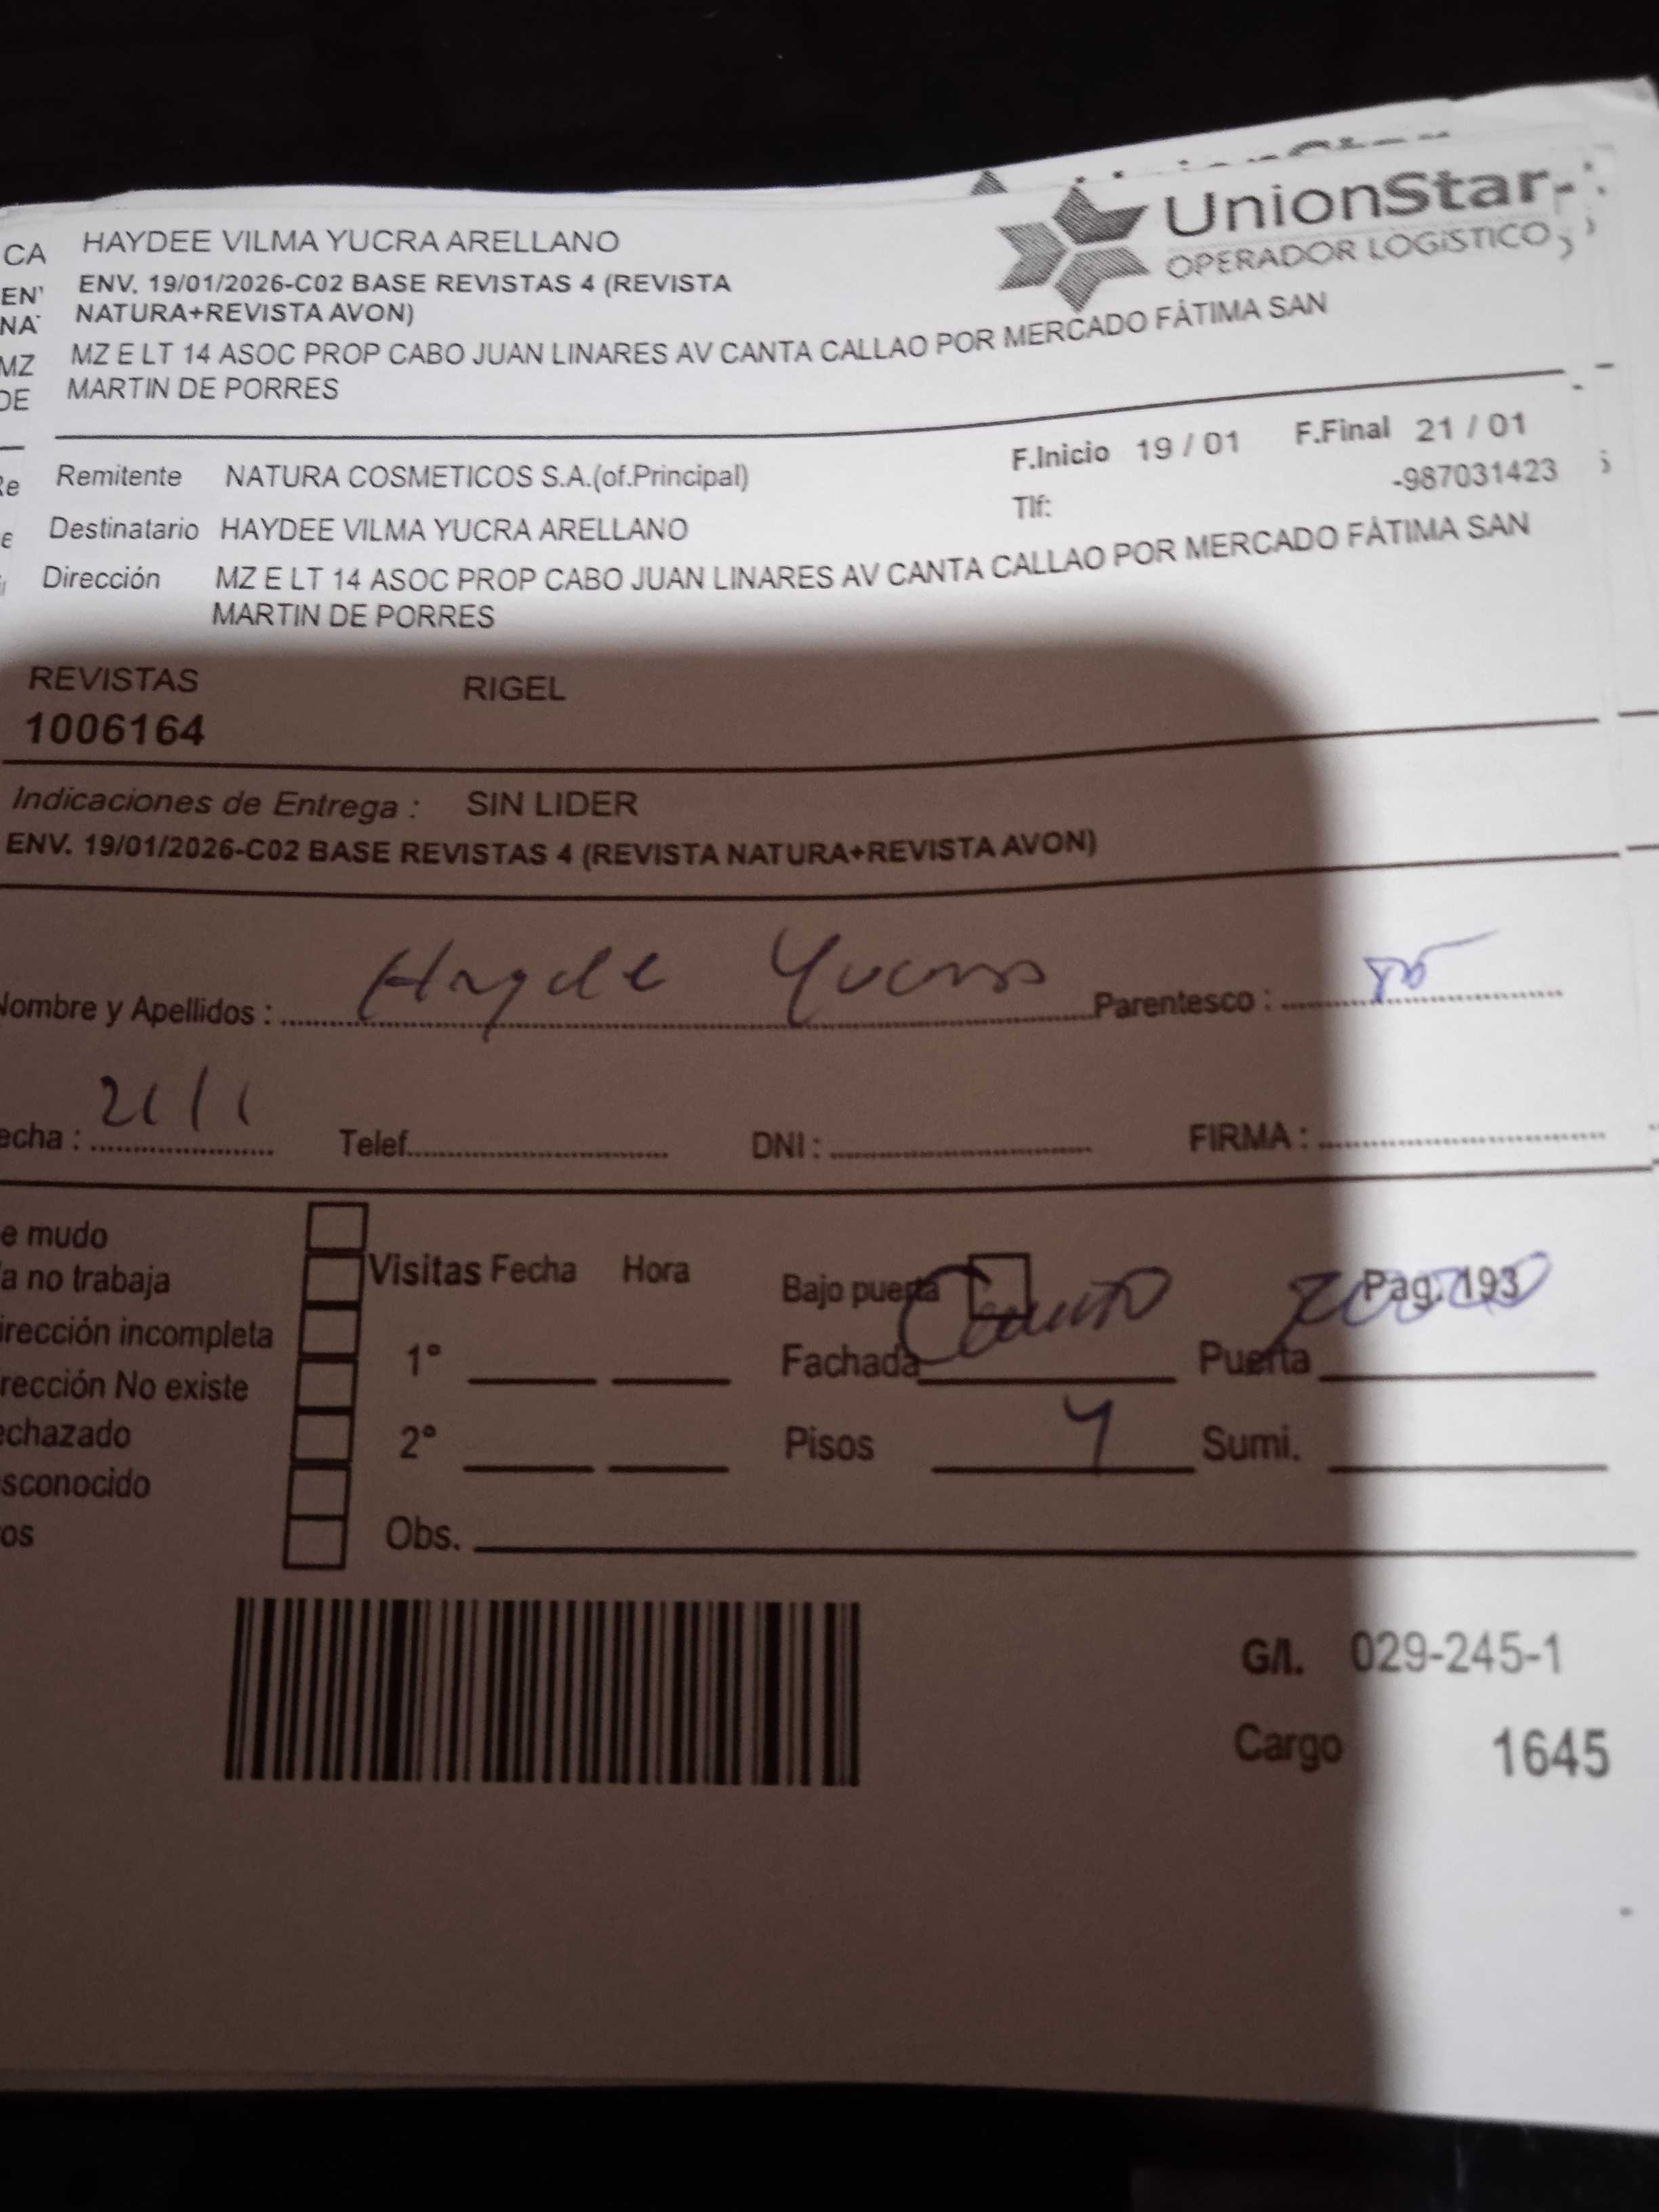 UnionStar
OPERADOR LOGÍSTICO
CA
HAYDEE VILMA YUCRA ARELLANO
ENV. 19/01/2026-C02 BASE REVISTAS 4 (REVISTA
NATURA+REVISTA AVON)
MZ
MZ E LT 14 ASOC PROP CABO JUAN LINARES AV CANTA CALLAO POR MERCADO FÁTIMA SAN
DE
MARTIN DE PORRES
Remitente NATURA COSMETICOS S.A.(of.Principal) F.Inicio 19 / 01 F.Final 21 / 01
Tlf: -987031423
Destinatario HAYDEE VILMA YUCRA ARELLANO
Dirección MZ E LT 14 ASOC PROP CABO JUAN LINARES AV CANTA CALLAO POR MERCADO FÁTIMA SAN
MARTIN DE PORRES
REVISTAS RIGEL
1006164
Indicaciones de Entrega : SIN LIDER
ENV. 19/01/2026-C02 BASE REVISTAS 4 (REVISTA NATURA+REVISTA AVON)
ombre y Apellidos : Hayde Yucra Parentesco :
echa : 21/1 Telef. DNI : FIRMA :
e mudo
a no trabaja Visitas Fecha Hora Bajo puerta Pag. 193
irección incompleta 1° Fachada Puerta
rección No existe
echazado 2° Pisos 4 Sumi.
sconocido
os Obs.
G/I. 029-245-1
Cargo 1645